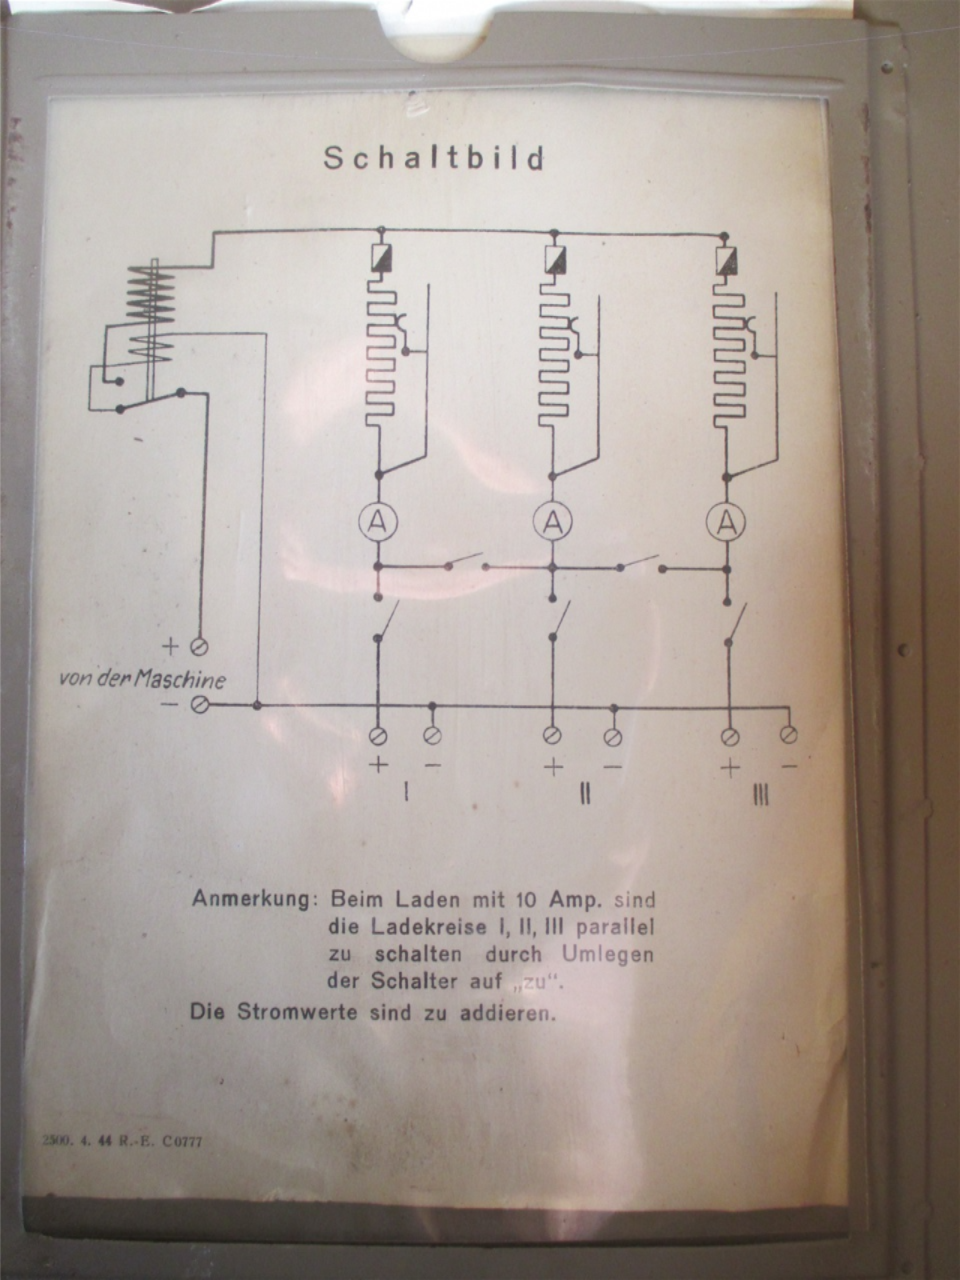 Schaltbild
A A A
+
von der Maschine
−
+ − + − + −
I II III
Anmerkung: Beim Laden mit 10 Amp. sind
die Ladekreise I, II, III parallel
zu schalten durch Umlegen
der Schalter auf „zu“.
Die Stromwerte sind zu addieren.
2500. 4. 44 R.-E. C0777